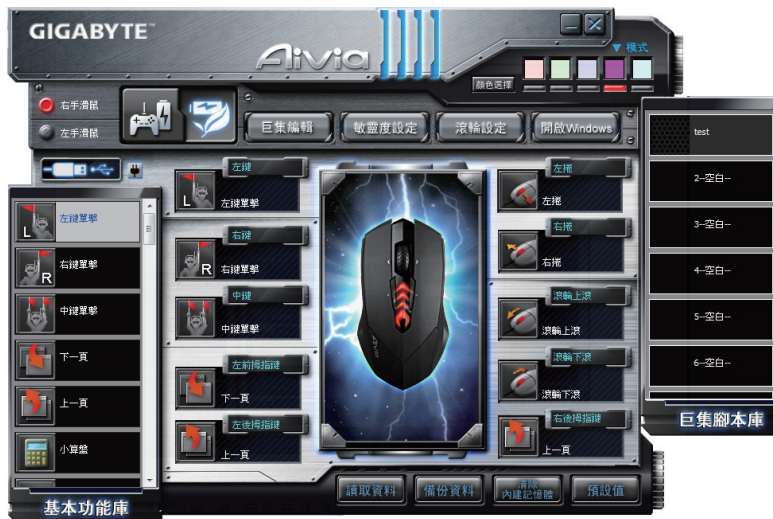 GIGABYTE™
Aivia
▼ 模式
顏色選擇
右手滑鼠
左手滑鼠
巨集編輯
敏靈度設定
滾輪設定
開啟Windows
左鍵
L
左鍵單擊
右鍵
R
右鍵單擊
中鍵
中鍵單擊
左前拇指鍵
下一頁
左後拇指鍵
上一頁
左捲
左捲
右捲
右捲
滾輪上滾
滾輪上滾
滾輪下滾
滾輪下滾
右後拇指鍵
上一頁
Aivia
L
左鍵單擊
R
右鍵單擊
中鍵單擊
下一頁
上一頁
小算盤
基本功能庫
test
2--空白--
3--空白--
4--空白--
5--空白--
6--空白--
巨集腳本庫
讀取資料
備份資料
清除
內建記憶體
預設值